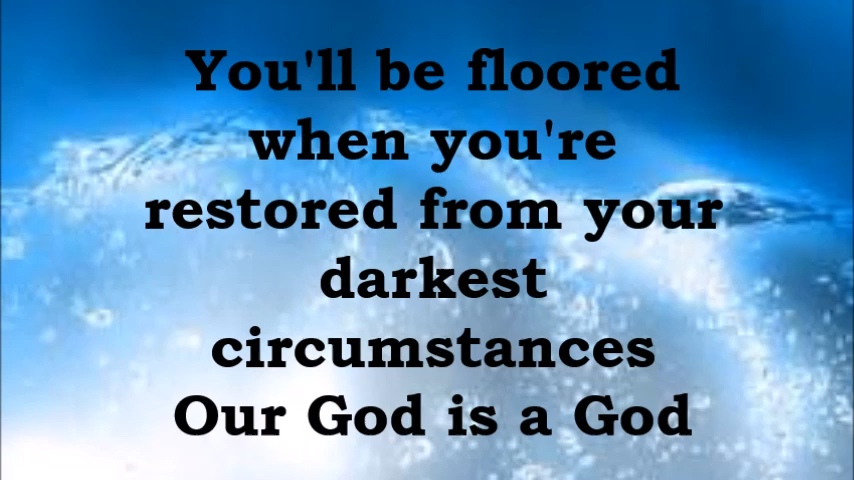 You'll be floored
when you're
restored from your
darkest
circumstances
Our God is a God